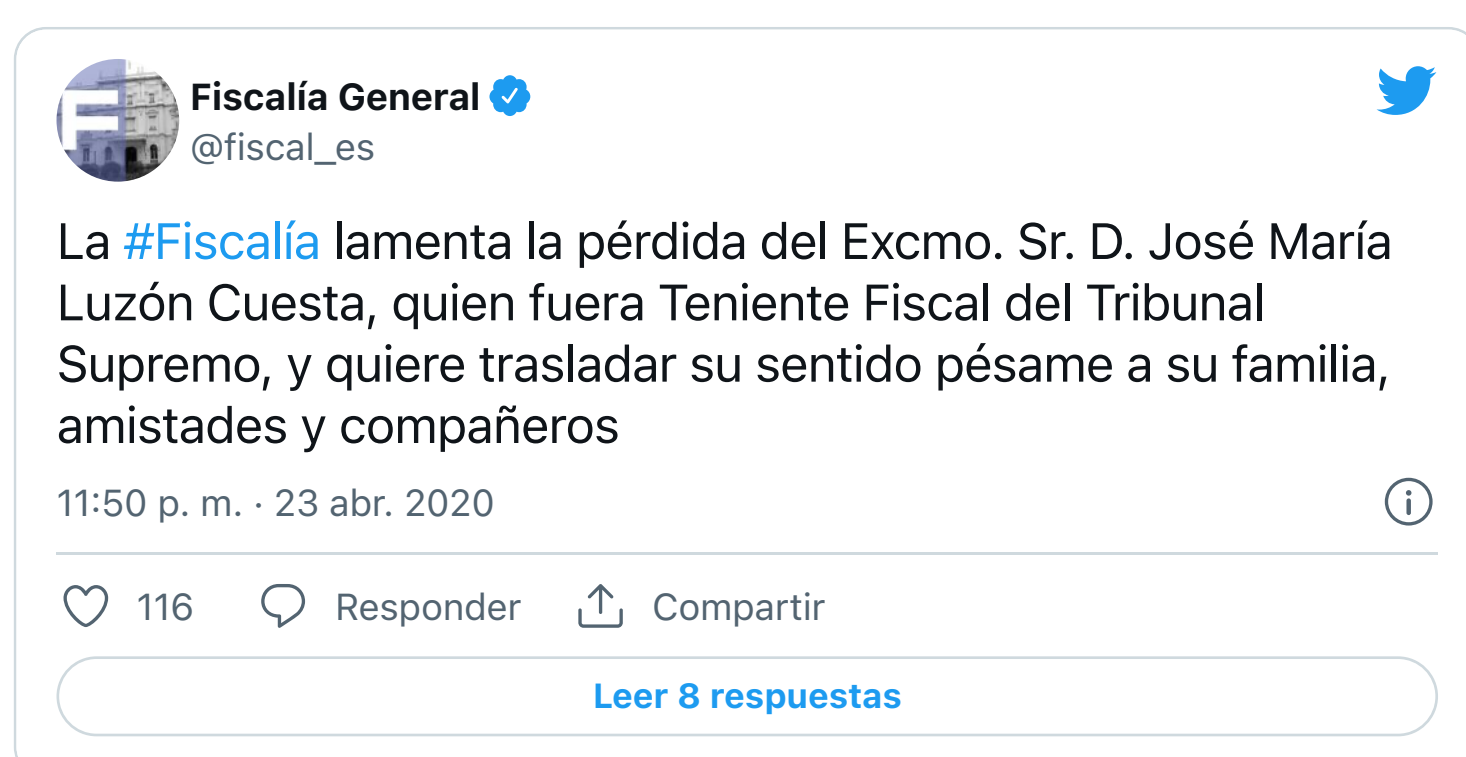 F
Fiscalía General
@fiscal_es
La #Fiscalía lamenta la pérdida del Excmo. Sr. D. José María
Luzón Cuesta, quien fuera Teniente Fiscal del Tribunal
Supremo, y quiere trasladar su sentido pésame a su familia,
amistades y compañeros
11:50 p. m. · 23 abr. 2020
116 Responder Compartir
Leer 8 respuestas